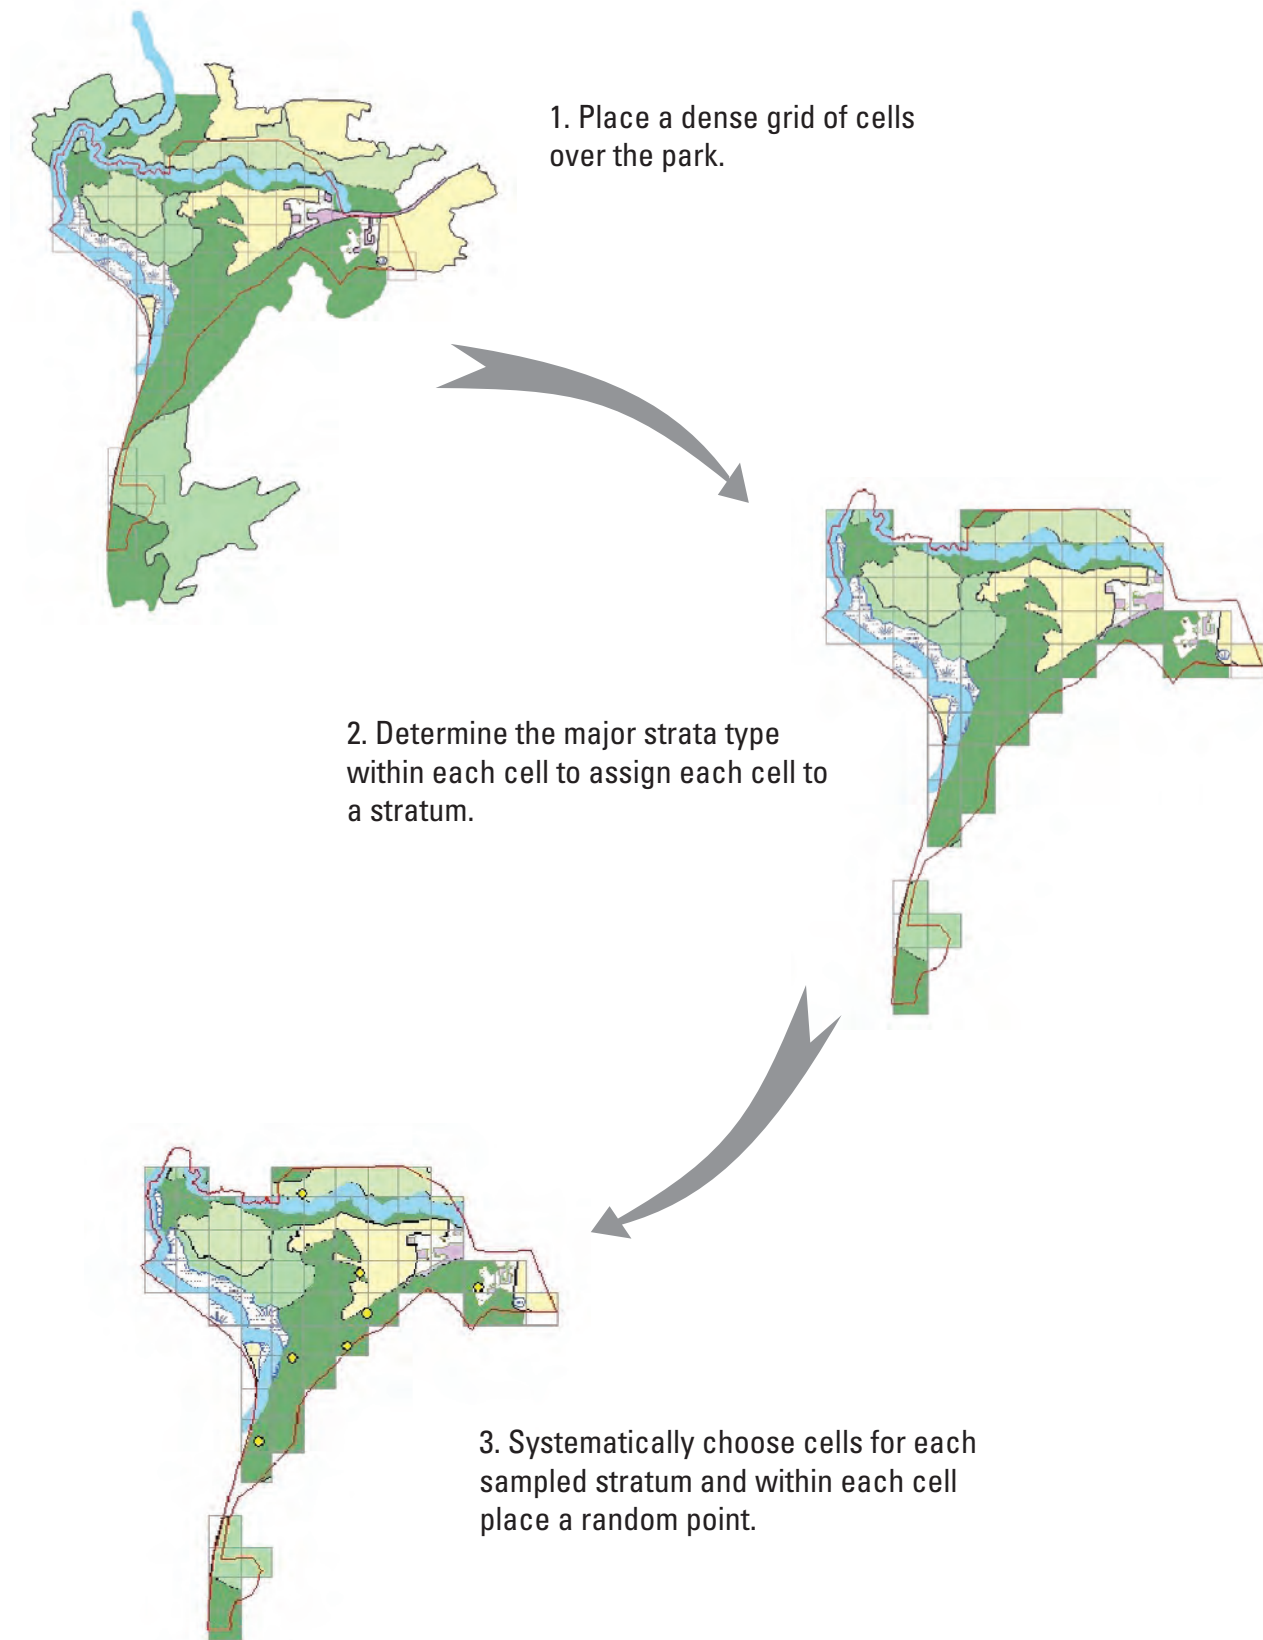 1. Place a dense grid of cells
over the park.
2. Determine the major strata type
within each cell to assign each cell to
a stratum.
3. Systematically choose cells for each
sampled stratum and within each cell
place a random point.